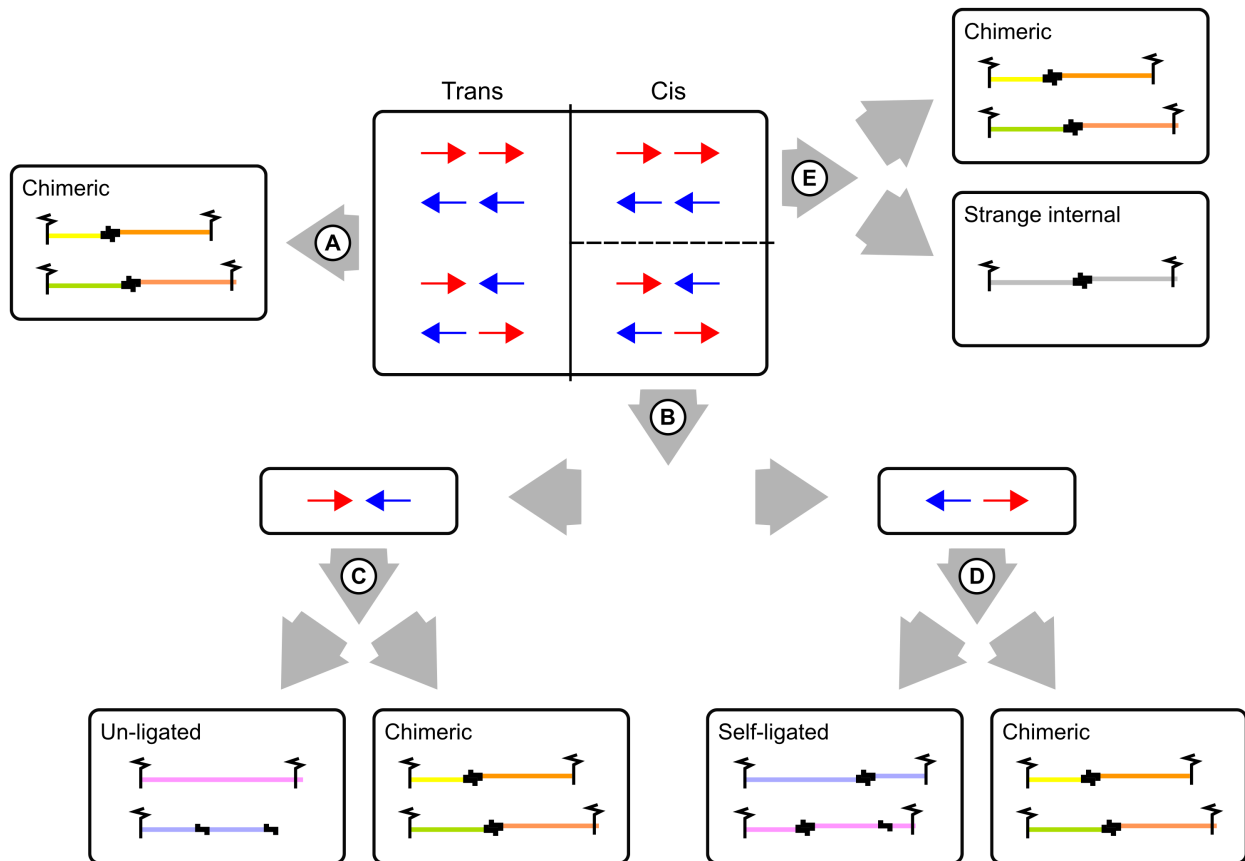 Chimeric
Trans
Cis
E
Chimeric
A
Strange internal
B
C
D
Un-ligated
Chimeric
Self-ligated
Chimeric